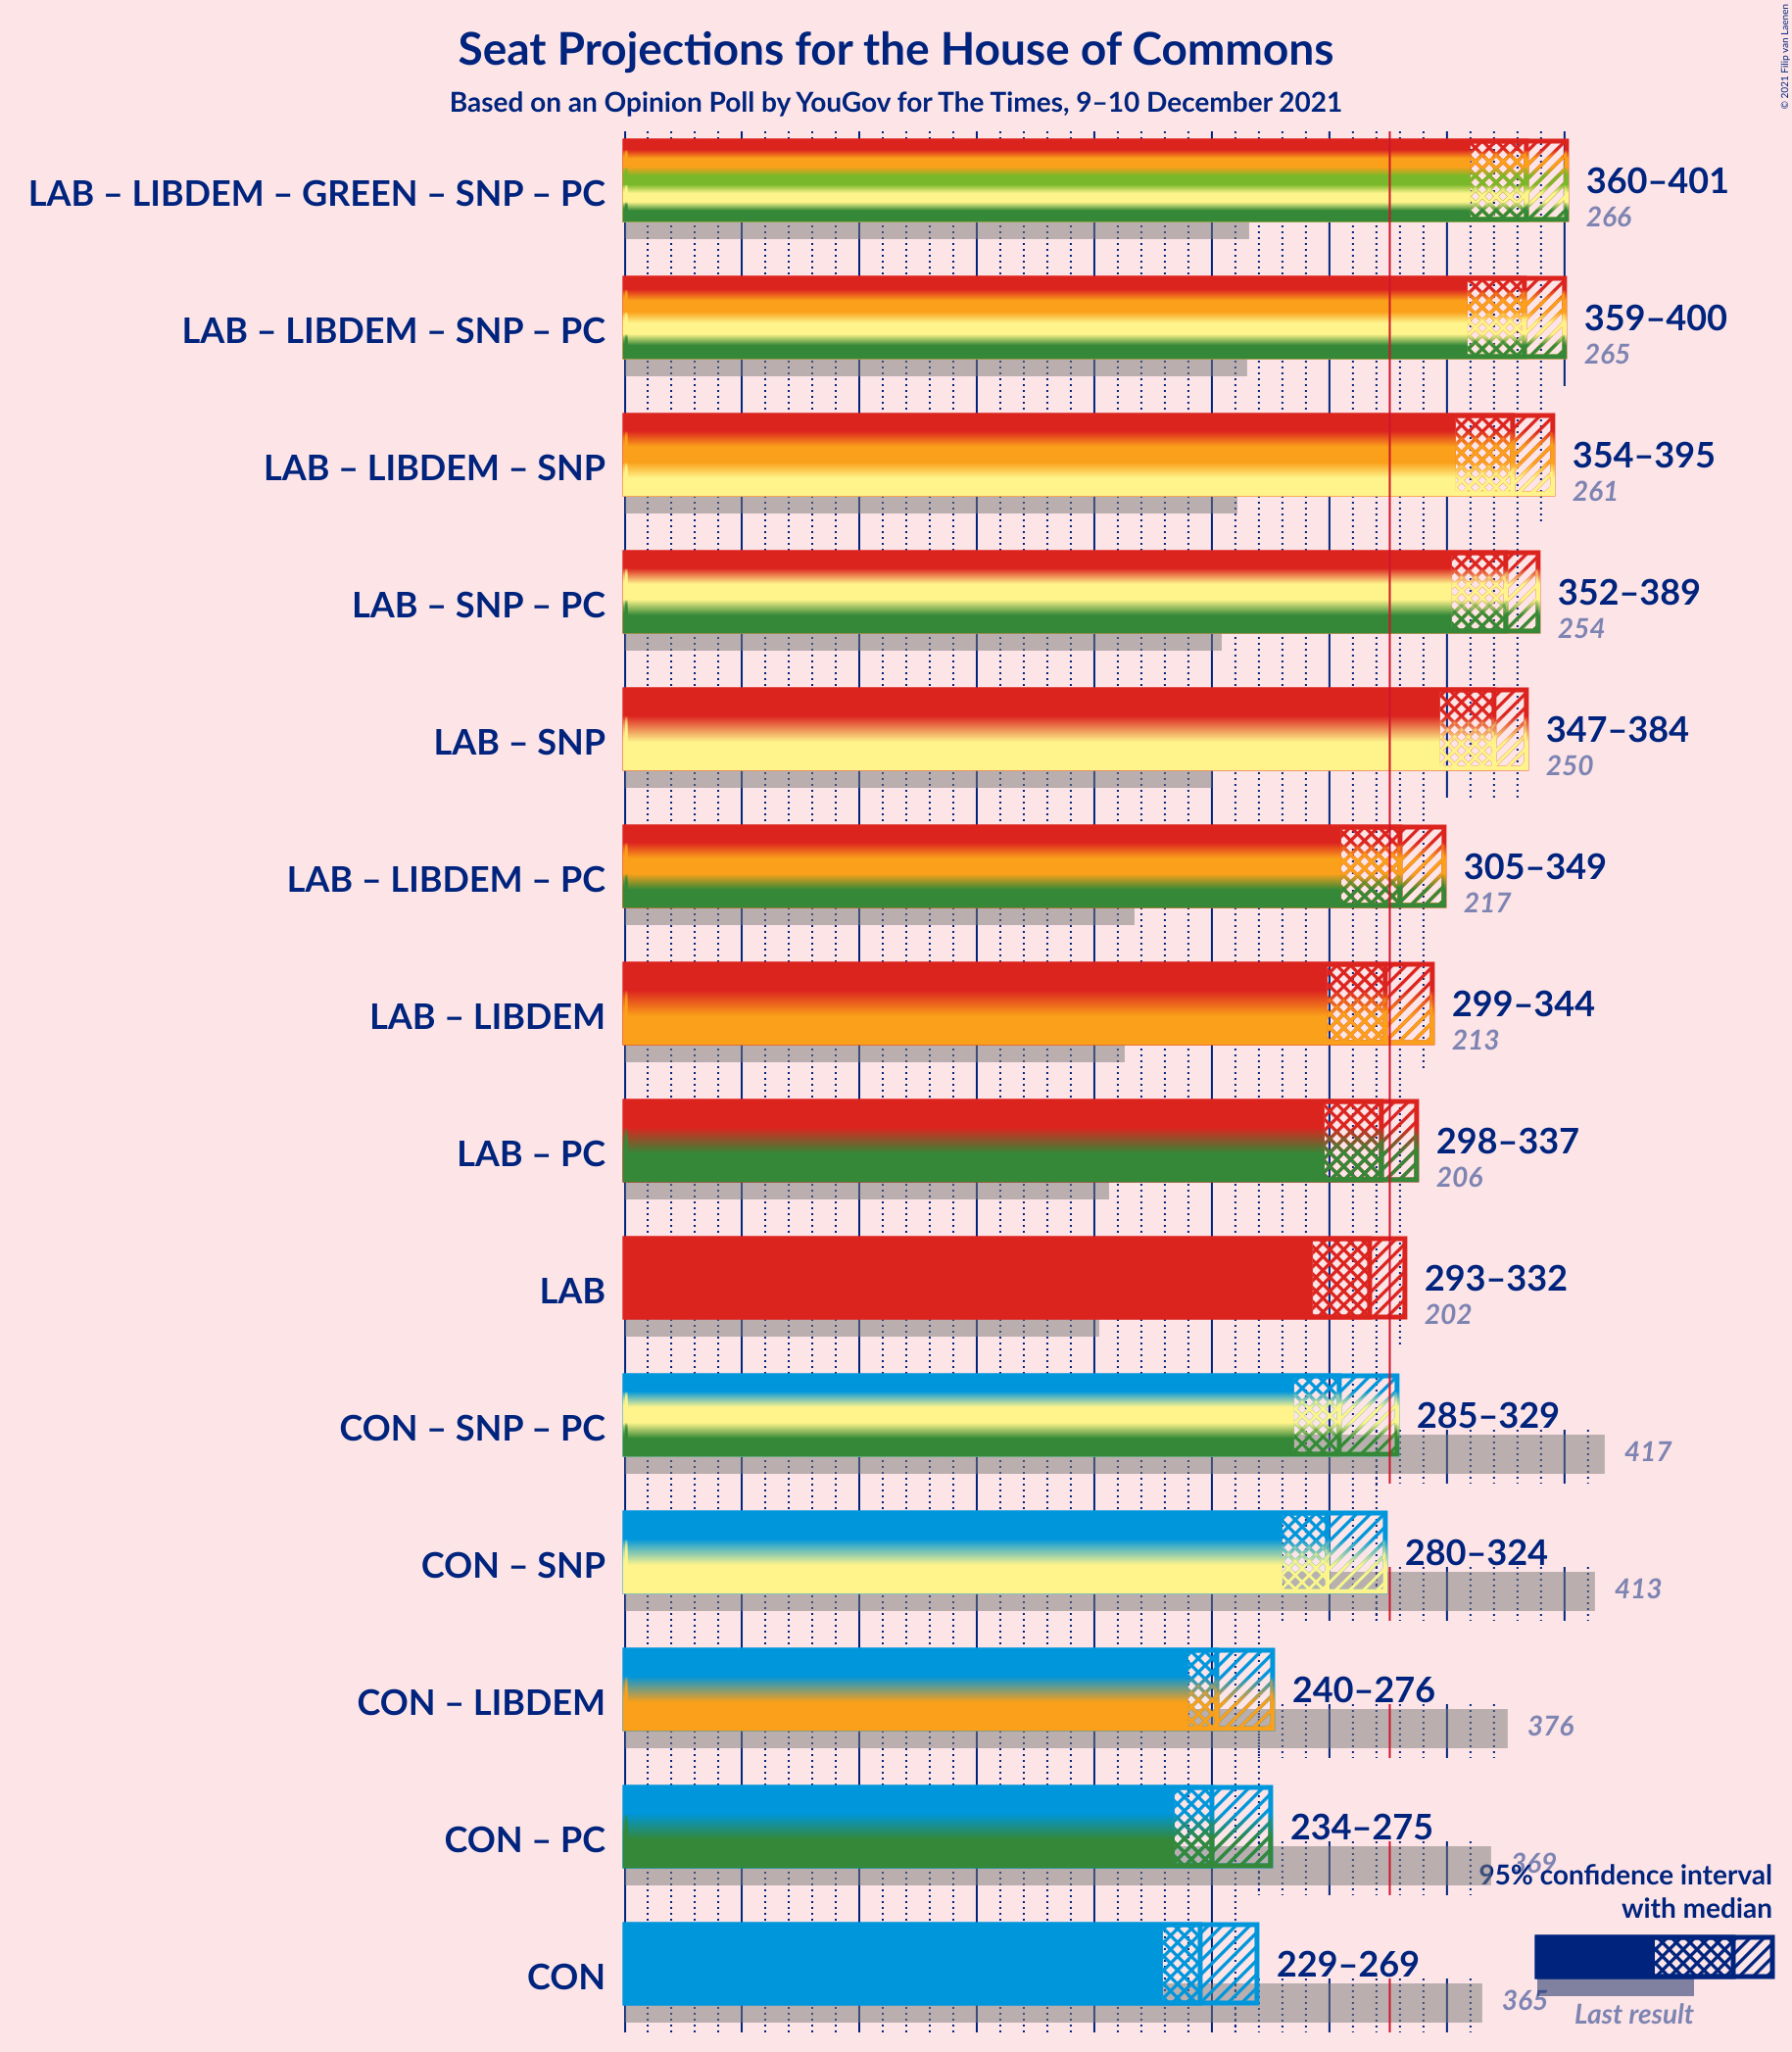 Seat Projections for the House of Commons
Based on an Opinion Poll by YouGov for The Times, 9–10 December 2021
© 2021 Filip van Laenen
LAB – LIBDEM – GREEN – SNP – PC
360–401
266
LAB – LIBDEM – SNP – PC
359–400
265
LAB – LIBDEM – SNP
354–395
261
LAB – SNP – PC
352–389
254
LAB – SNP
347–384
250
LAB – LIBDEM – PC
305–349
217
LAB – LIBDEM
299–344
213
LAB – PC
298–337
206
LAB
293–332
202
CON – SNP – PC
285–329
417
CON – SNP
280–324
413
CON – LIBDEM
240–276
376
CON – PC
234–275
369
CON
229–269
365
95% confidence interval
with median
Last result